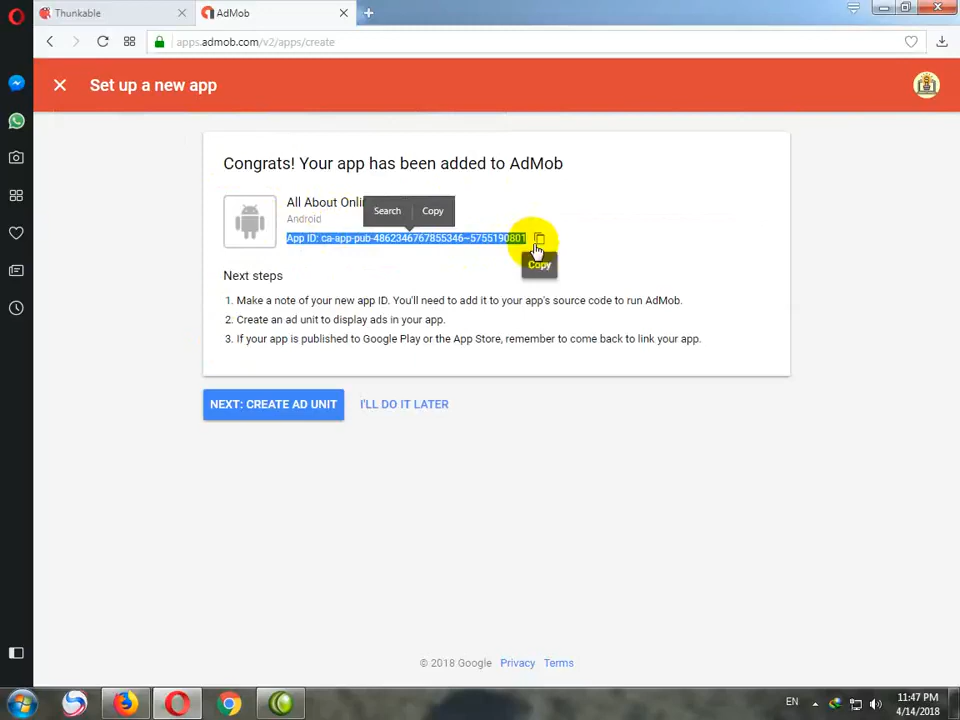 Thunkable
AdMob
apps.admob.com/v2/apps/create
Set up a new app
Congrats! Your app has been added to AdMob
All About Onli
Search
Copy
Android
App ID: ca-app-pub-4862346767855346~5755190801
Copy
Next steps
1. Make a note of your new app ID. You'll need to add it to your app's source code to run AdMob.
2. Create an ad unit to display ads in your app.
3. If your app is published to Google Play or the App Store, remember to come back to link your app.
NEXT: CREATE AD UNIT
I'LL DO IT LATER
© 2018 Google
Privacy
Terms
EN
11:47 PM
4/14/2018